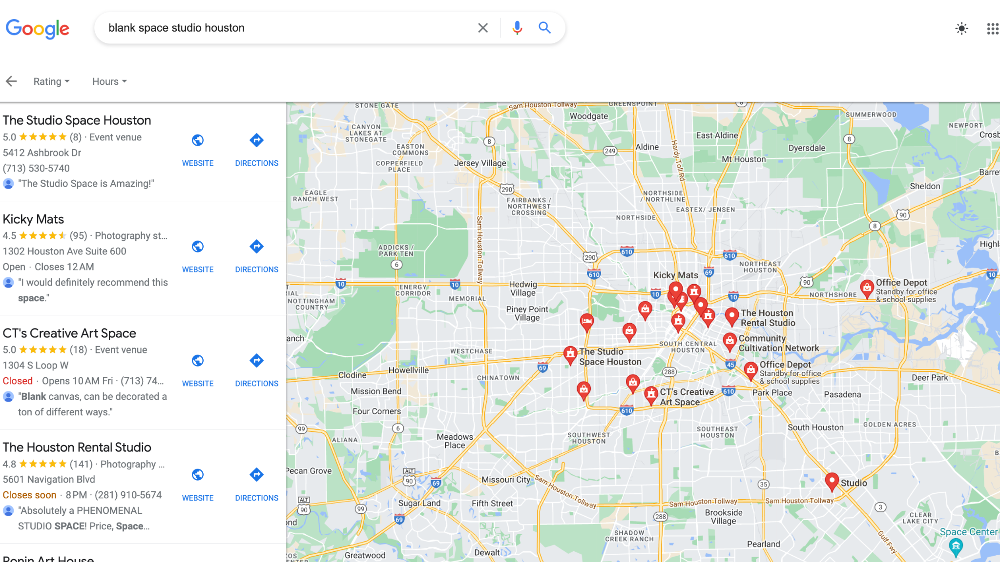 Google
blank space studio houston
Rating
Hours
The Studio Space Houston
5.0 (8) · Event venue
5412 Ashbrook Dr
(713) 530-5740
"The Studio Space is Amazing!"
WEBSITE
DIRECTIONS
Kicky Mats
4.5 (95) · Photography st...
1302 Houston Ave Suite 600
Open · Closes 12 AM
"I would definitely recommend this
space."
WEBSITE
DIRECTIONS
CT's Creative Art Space
5.0 (18) · Event venue
1304 S Loop W
Closed · Opens 10 AM Fri · (713) 74...
"Blank canvas, can be decorated a
ton of different ways."
WEBSITE
DIRECTIONS
The Houston Rental Studio
4.8 (141) · Photography ...
5601 Navigation Blvd
Closes soon · 8 PM · (281) 910-5674
"Absolutely a PHENOMENAL
STUDIO SPACE! Price, Space...
WEBSITE
DIRECTIONS
Ronin Art House
STONE GATE
Sam Houston Tollway
GREENSPOINT
8
Woodgate
SUMMERWOOD
CANYON
LAKES AT
STONEGATE
NEWPORT
East Aldine
Crosb
8
8
EASTON
COMMONS
Aldine
Dyersdale
249
Hardy Toll Rd
COPPERFIELD
PLACE
Jersey Village
Mt Houston
Barret
290
Sheldon
EAGLE
RANCH WEST
NORTHSIDE
/ NORTHLINE
FAIRBANKS /
NORTHWEST
CROSSING
EASTEX/ JENSEN
NORTHSIDE
90
8
Sam Houston Tollway
Highl
ADDICKS /
PARK TEN
610
610
290
6
NORTHEAST
HOUSTON
610
Kicky Mats
69
10
10
10
90
Office Depot
Standby for office
& school supplies
Hedwig
Village
ENERGY
CORRIDOR
10
10
NORTHSHORE
RIAL
NOTTINGHAM
COUNTRY
MEMORIAL
Piney Point
Village
The Houston
Rental Studio
anch
Community
Cultivation Network
WESTCHASE
SOUTH CENTRAL
HOUSTON
The Studio
Space Houston
69
45
Office Depot
Standby for office
& school supplies
Howellville
Clodine
288
CHINATOWN
Deer Park
Mission Bend
CT's Creative
Art Space
610
Park Place
Pasadena
Four Corners
610
99
6
GOLDEN ACRES
South Houston
SOUTHEAST
HOUSTON
SOUTHWEST
HOUSTON
ALIANA
Meadows
Place
BA
Pecan Grove
ALT
90
69
Missouri City
Sam Houston Tollway
35
Studio
ALT
90
99
Sugar Land
Fifth Street
Sam Houston Tollway
Sam Houston Tollway
3
288
Brookside
Village
CLEAR
LAKE CITY
69
ond
SHADOW
CREEK RANCH
Gulf Fwy
Space Center
Pearland
Greatwood
Dewalt
KOS
CENTER